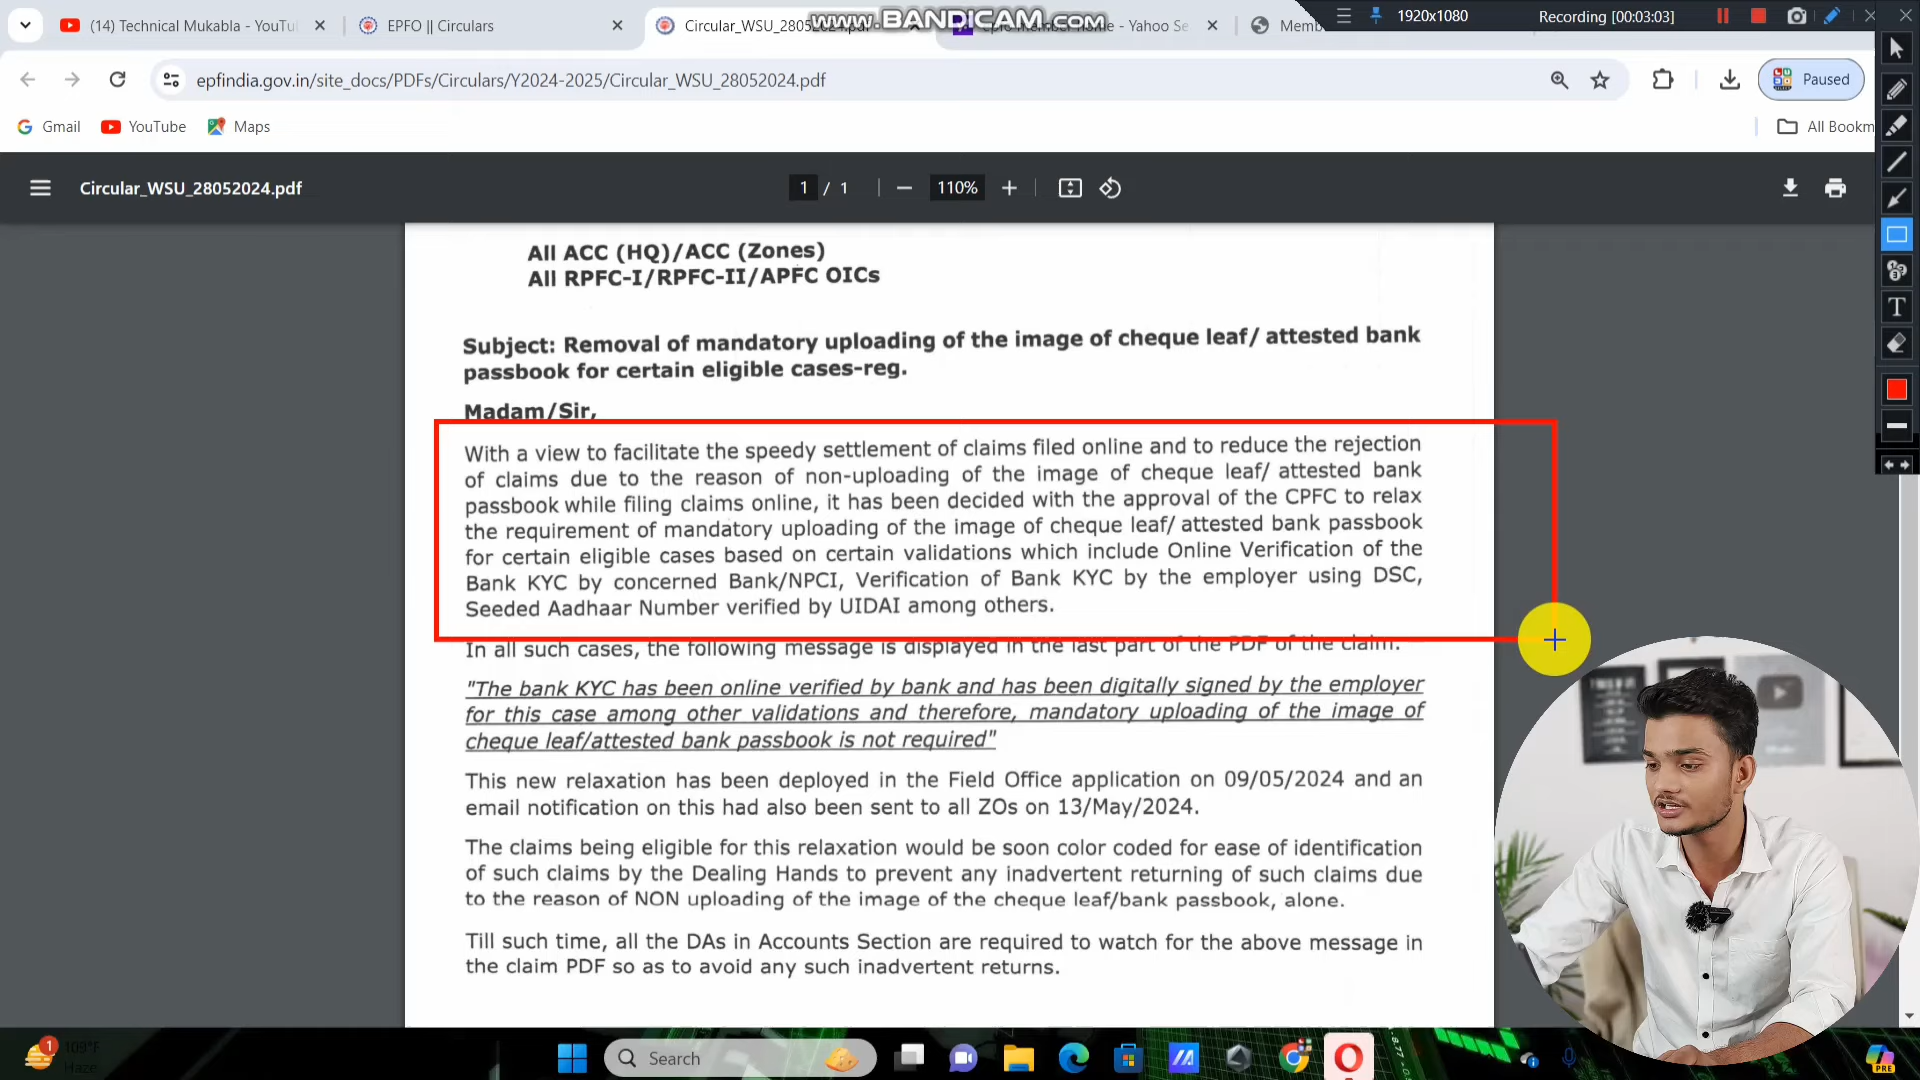 (14) Technical Mukabla - YouTu
EPFO || Circulars
Circular_WSU_28052024.pdf
epfo member home - Yahoo Se
Memb
www.BANDICAM.com
1920x1080
Recording [00:03:03]
epfindia.gov.in/site_docs/PDFs/Circulars/Y2024-2025/Circular_WSU_28052024.pdf
Paused
Gmail
YouTube
Maps
All Bookm
Circular_WSU_28052024.pdf
1 / 1
110%
All ACC (HQ)/ACC (Zones)
All RPFC-I/RPFC-II/APFC OICs
Subject: Removal of mandatory uploading of the image of cheque leaf/ attested bank
passbook for certain eligible cases-reg.
Madam/Sir,
With a view to facilitate the speedy settlement of claims filed online and to reduce the rejection
of claims due to the reason of non-uploading of the image of cheque leaf/ attested bank
passbook while filing claims online, it has been decided with the approval of the CPFC to relax
the requirement of mandatory uploading of the image of cheque leaf/ attested bank passbook
for certain eligible cases based on certain validations which include Online Verification of the
Bank KYC by concerned Bank/NPCI, Verification of Bank KYC by the employer using DSC,
Seeded Aadhaar Number verified by UIDAI among others.
In all such cases, the following message is displayed in the last part of the PDF of the claim.
"The bank KYC has been online verified by bank and has been digitally signed by the employer
for this case among other validations and therefore, mandatory uploading of the image of
cheque leaf/attested bank passbook is not required"
This new relaxation has been deployed in the Field Office application on 09/05/2024 and an
email notification on this had also been sent to all ZOs on 13/May/2024.
The claims being eligible for this relaxation would be soon color coded for ease of identification
of such claims by the Dealing Hands to prevent any inadvertent returning of such claims due
to the reason of NON uploading of the image of the cheque leaf/bank passbook, alone.
Till such time, all the DAs in Accounts Section are required to watch for the above message in
the claim PDF so as to avoid any such inadvertent returns.
1
109°F
Haze
Search
PRE